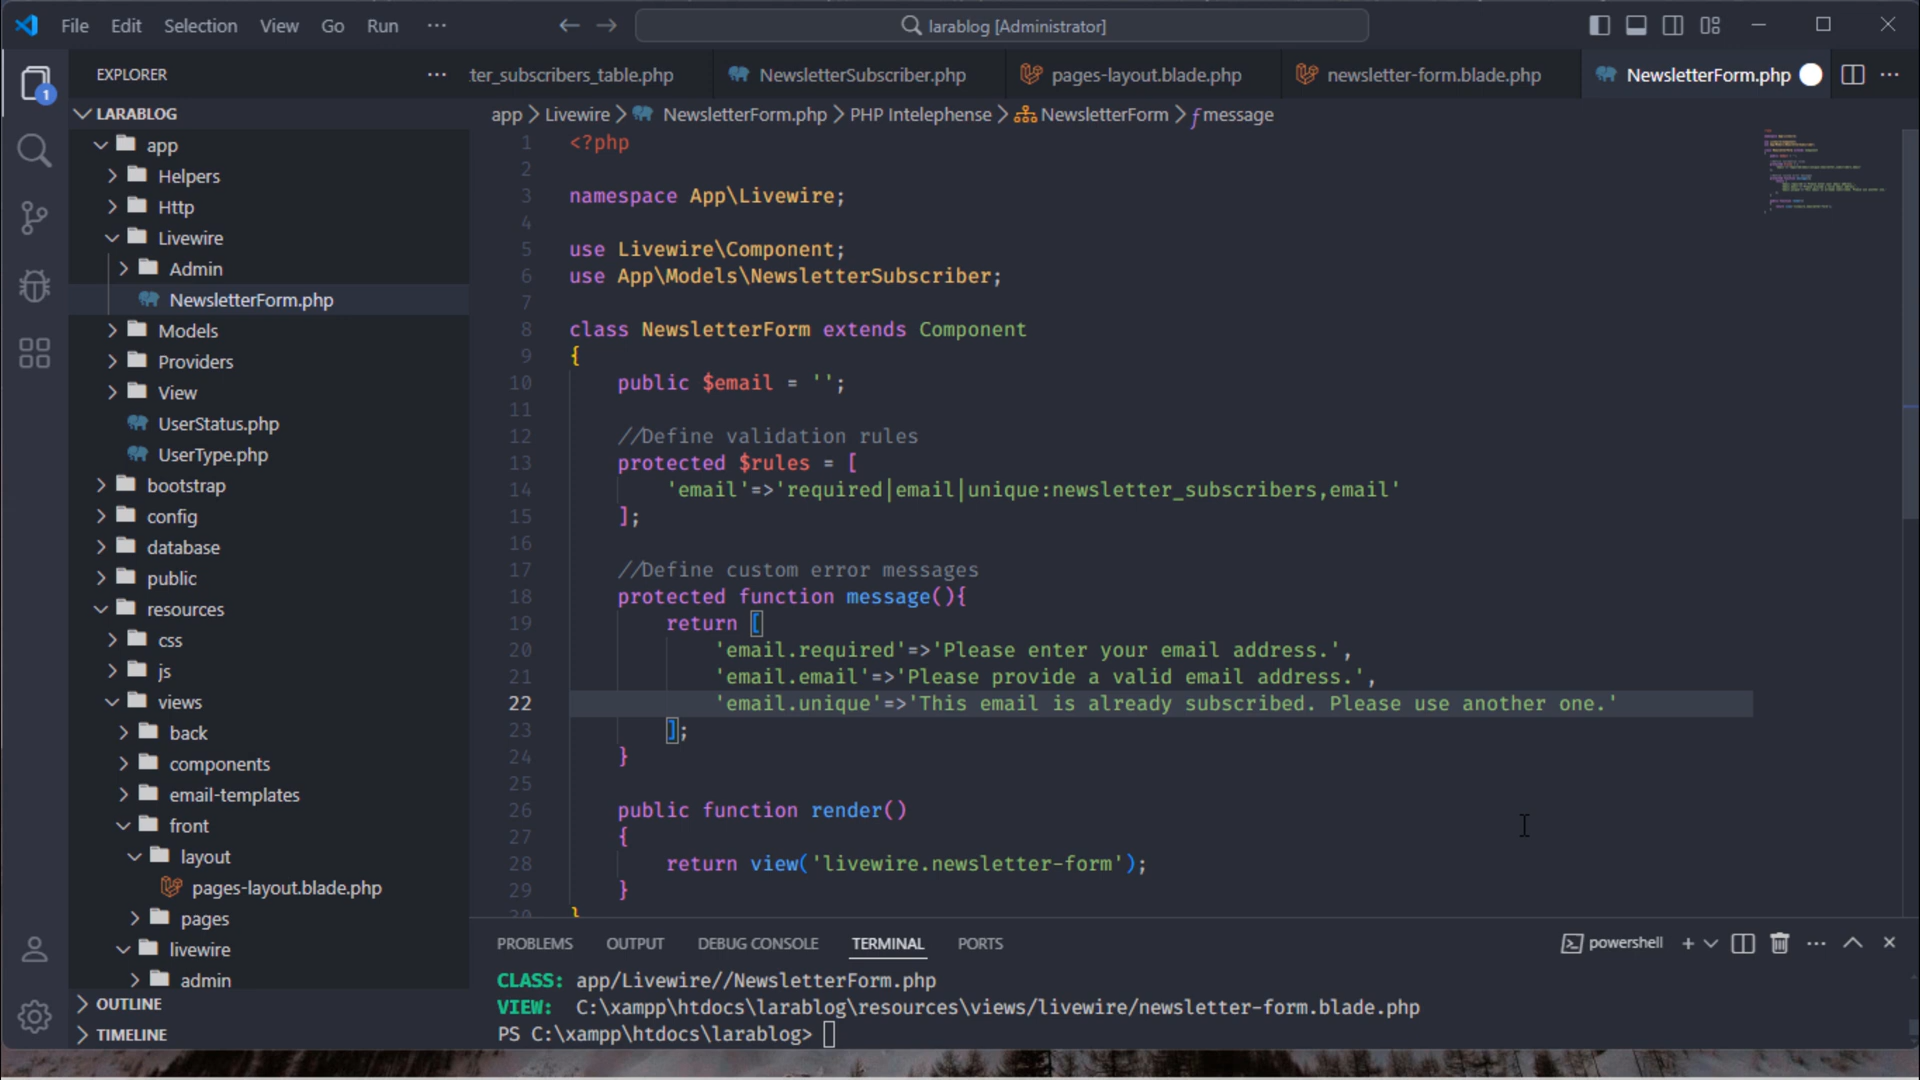 File Edit Selection View Go Run ··· larablog [Administrator]
EXPLORER ··· ter_subscribers_table.php NewsletterSubscriber.php pages-layout.blade.php newsletter-form.blade.php NewsletterForm.php ···
1
LARABLOG
app > Livewire > NewsletterForm.php > PHP Intelephense > NewsletterForm > message
app
Helpers
Http
Livewire
Admin
NewsletterForm.php
Models
Providers
View
UserStatus.php
UserType.php
bootstrap
config
database
public
resources
css
js
views
back
components
email-templates
front
layout
pages-layout.blade.php
pages
livewire
admin
OUTLINE
TIMELINE
1 <?php
2
3 namespace App\Livewire;
4
5 use Livewire\Component;
6 use App\Models\NewsletterSubscriber;
7
8 class NewsletterForm extends Component
9 {
10 public $email = '';
11
12 //Define validation rules
13 protected $rules = [
14 'email'=>'required|email|unique:newsletter_subscribers,email'
15 ];
16
17 //Define custom error messages
18 protected function message(){
19 return [
20 'email.required'=>'Please enter your email address.',
21 'email.email'=>'Please provide a valid email address.',
22 'email.unique'=>'This email is already subscribed. Please use another one.'
23 ];
24 }
25
26 public function render()
27 {
28 return view('livewire.newsletter-form');
29 }
30 }
PROBLEMS OUTPUT DEBUG CONSOLE TERMINAL PORTS powershell
CLASS: app/Livewire//NewsletterForm.php
VIEW: C:\xampp\htdocs\larablog\resources\views/livewire/newsletter-form.blade.php
PS C:\xampp\htdocs\larablog>